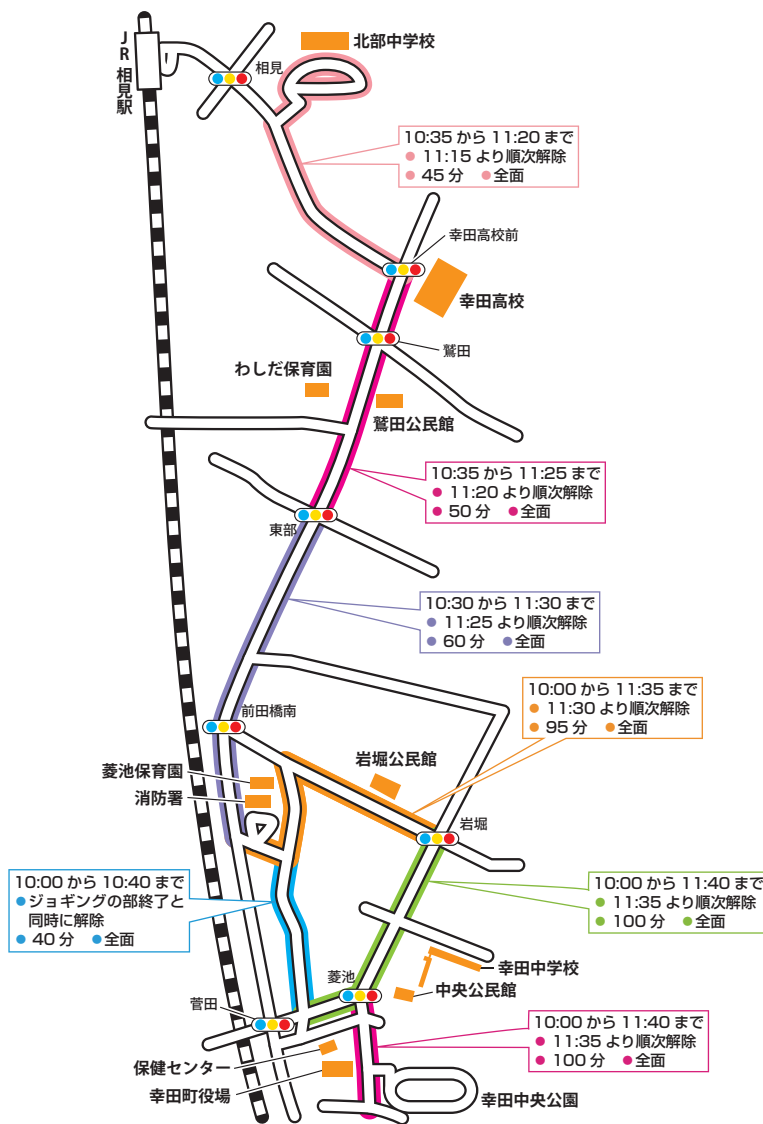 北部中学校
JR相見駅
相見
10:35 から 11:20 まで
● 11:15 より順次解除
● 45 分 ●全面
幸田高校前
幸田高校
鷲田
わしだ保育園
鷲田公民館
10:35 から 11:25 まで
● 11:20 より順次解除
● 50 分 ●全面
東部
10:30 から 11:30 まで
● 11:25 より順次解除
● 60 分 ●全面
10:00 から 11:35 まで
● 11:30 より順次解除
● 95 分 ●全面
前田橋南
岩堀公民館
菱池保育園
消防署
岩堀
10:00 から 10:40 まで
●ジョギングの部終了と
同時に解除
● 40 分 ●全面
10:00 から 11:40 まで
● 11:35 より順次解除
● 100 分 ●全面
幸田中学校
菱池
中央公民館
菅田
10:00 から 11:40 まで
● 11:35 より順次解除
● 100 分 ●全面
保健センター
幸田町役場
幸田中央公園